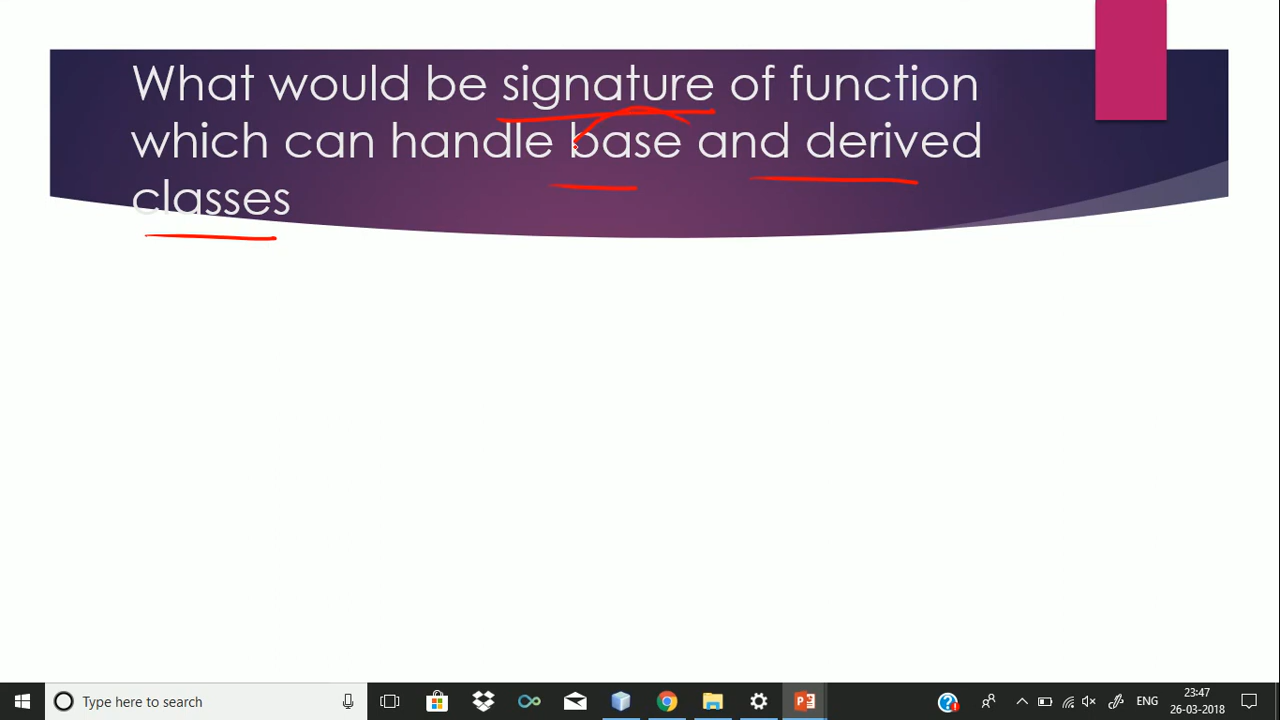 What would be signature of function
which can handle base and derived
classes
Type here to search
ENG
23:47
26-03-2018